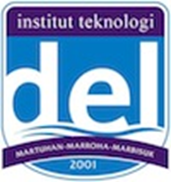 institut teknologi
del
MARTUHAN-MARROHA-MARBISUK
2001